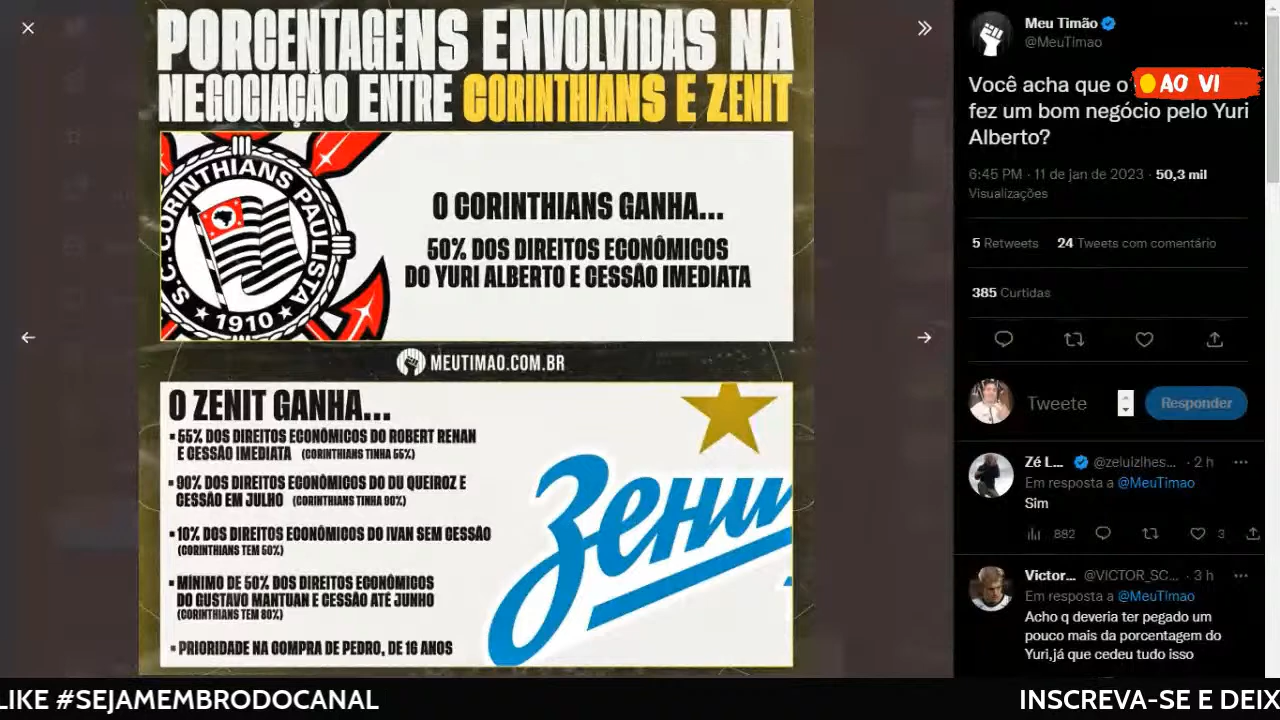 PORCENTAGENS ENVOLVIDAS NA
NEGOCIAÇÃO ENTRE CORINTHIANS E ZENIT
S.C. CORINTHIANS PAULISTA
1910
O CORINTHIANS GANHA...
50% DOS DIREITOS ECONÔMICOS
DO YURI ALBERTO E CESSÃO IMEDIATA
MEUTIMAO.COM.BR
O ZENIT GANHA...
▪55% DOS DIREITOS ECONÔMICOS DO ROBERT RENAN
E CESSÃO IMEDIATA (CORINTHIANS TINHA 55%)
▪90% DOS DIREITOS ECONÔMICOS DO DU QUEIROZ E
CESSÃO EM JULHO (CORINTHIANS TINHA 90%)
▪10% DOS DIREITOS ECONÔMICOS DO IVAN SEM CESSÃO
(CORINTHIANS TEM 50%)
▪MÍNIMO DE 50% DOS DIREITOS ECONÔMICOS
DO GUSTAVO MANTUAN E CESSÃO ATÉ JUNHO
(CORINTHIANS TEM 80%)
▪PRIORIDADE NA COMPRA DE PEDRO, DE 16 ANOS
Зени
Meu Timão
@MeuTimao
Você acha que o
AO VI
fez um bom negócio pelo Yuri
Alberto?
6:45 PM · 11 de jan de 2023 · 50,3 mil
Visualizações
5 Retweets 24 Tweets com comentário
385 Curtidas
Tweete Responder
Zé L... @zeluizlhes... · 2 h
Em resposta a @MeuTimao
Sim
882 3
Victor... @VICTOR_SC... · 3 h
Em resposta a @MeuTimao
Acho q deveria ter pegado um
pouco mais da porcentagem do
Yuri,já que cedeu tudo isso
LIKE #SEJAMEMBRODOCANAL INSCREVA-SE E DEIX